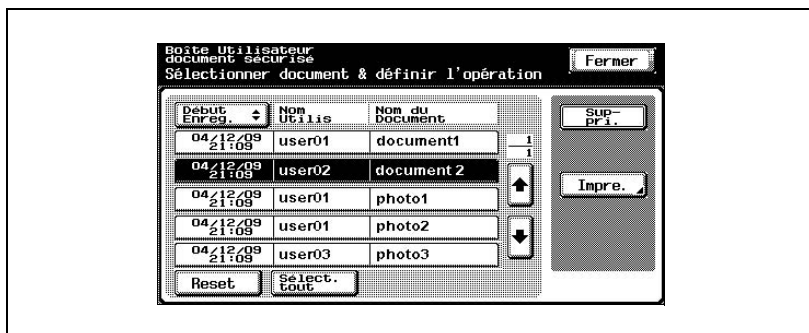 Boîte Utilisateur
document sécurisé
Sélectionner document & définir l'opération
Fermer
Début
Enreg.
Nom
Utilis
Nom du
Document
04/12/09
21:09
user01
document1
04/12/09
21:09
user02
document 2
04/12/09
21:09
user01
photo1
04/12/09
21:09
user01
photo2
04/12/09
21:09
user03
photo3
1
1
Sup-
pri.
Impre.
Reset
Sélect.
tout